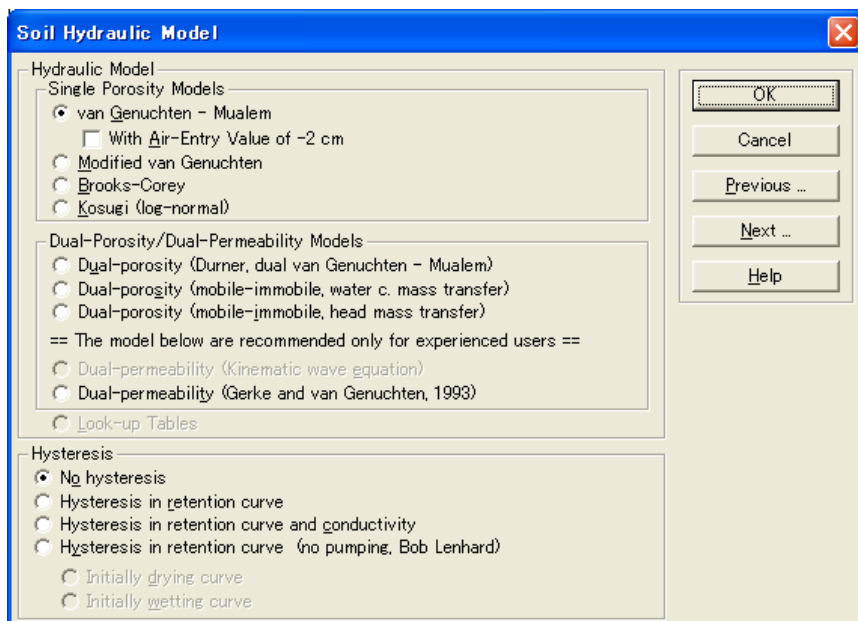 Soil Hydraulic Model
Hydraulic Model
Single Porosity Models
van Genuchten - Mualem
With Air-Entry Value of -2 cm
Modified van Genuchten
Brooks-Corey
Kosugi (log-normal)
Dual-Porosity/Dual-Permeability Models
Dual-porosity (Durner, dual van Genuchten - Mualem)
Dual-porosity (mobile-immobile, water c. mass transfer)
Dual-porosity (mobile-immobile, head mass transfer)
== The model below are recommended only for experienced users ==
Dual-permeability (Kinematic wave equation)
Dual-permeability (Gerke and van Genuchten, 1993)
Look-up Tables
Hysteresis
No hysteresis
Hysteresis in retention curve
Hysteresis in retention curve and conductivity
Hysteresis in retention curve (no pumping, Bob Lenhard)
Initially drying curve
Initially wetting curve
OK
Cancel
Previous ...
Next ...
Help